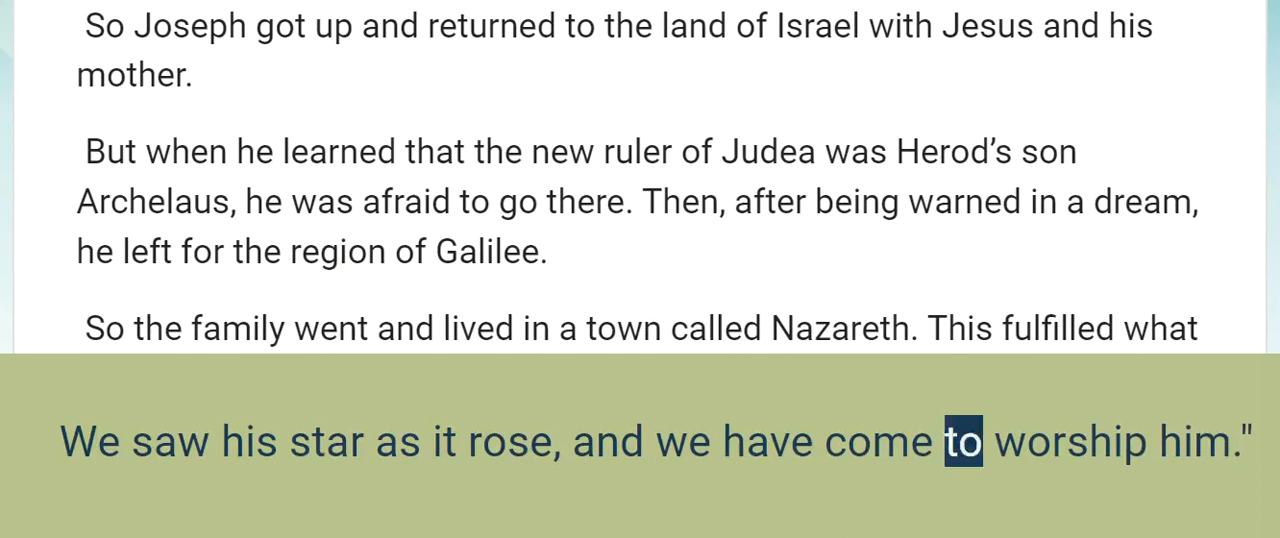 So Joseph got up and returned to the land of Israel with Jesus and his
mother.
But when he learned that the new ruler of Judea was Herod’s son
Archelaus, he was afraid to go there. Then, after being warned in a dream,
he left for the region of Galilee.
So the family went and lived in a town called Nazareth. This fulfilled what
We saw his star as it rose, and we have come to worship him."